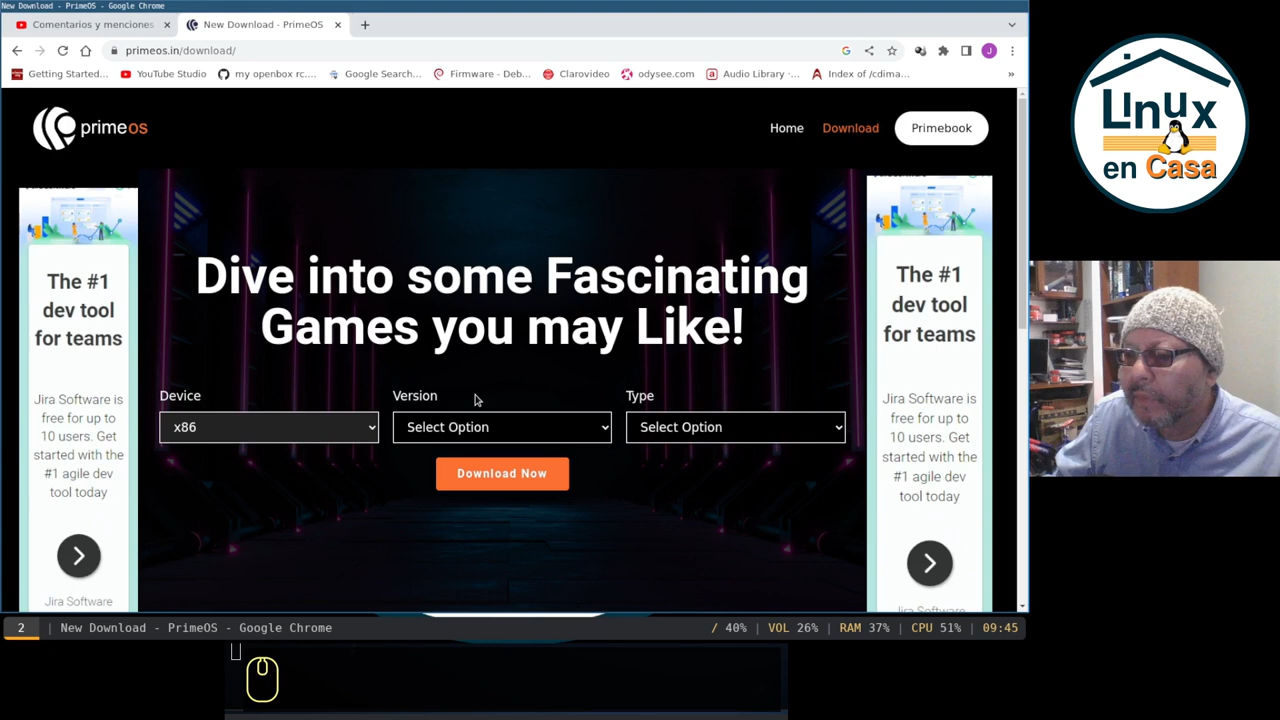 New Download - PrimeOS - Google Chrome
Comentarios y menciones
New Download - PrimeOS
primeos.in/download/
Getting Started...
YouTube Studio
my openbox rc....
Google Search...
Firmware - Deb...
Clarovideo
odysee.com
Audio Library -...
Index of /cdima...
»
primeos
Home
Download
Primebook
Linux
en Casa
Dive into some Fascinating
Games you may Like!
The #1
dev tool
for teams
Jira Software is
free for up to
10 users. Get
started with the
#1 agile dev
tool today
Jira Software
Device
Version
Type
x86
Select Option
Select Option
Download Now
The #1
dev tool
for teams
Jira Software is
free for up to
10 users. Get
started with the
#1 agile dev
tool today
Jira Software
2 | New Download - PrimeOS - Google Chrome
/ 40% | VOL 26% | RAM 37% | CPU 51% | 09:45